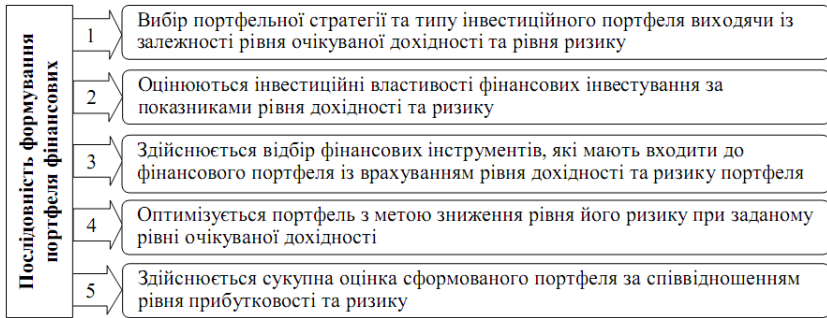 Послідовність формування
портфеля фінансових
1
Вибір портфельної стратегії та типу інвестиційного портфеля виходячи із
залежності рівня очікуваної дохідності та рівня ризику
2
Оцінюються інвестиційні властивості фінансових інвестування за
показниками рівня дохідності та ризику
3
Здійснюється відбір фінансових інструментів, які мають входити до
фінансового портфеля із врахуванням рівня дохідності та ризику портфеля
4
Оптимізується портфель з метою зниження рівня його ризику при заданому
рівні очікуваної дохідності
5
Здійснюється сукупна оцінка сформованого портфеля за співвідношенням
рівня прибутковості та ризику